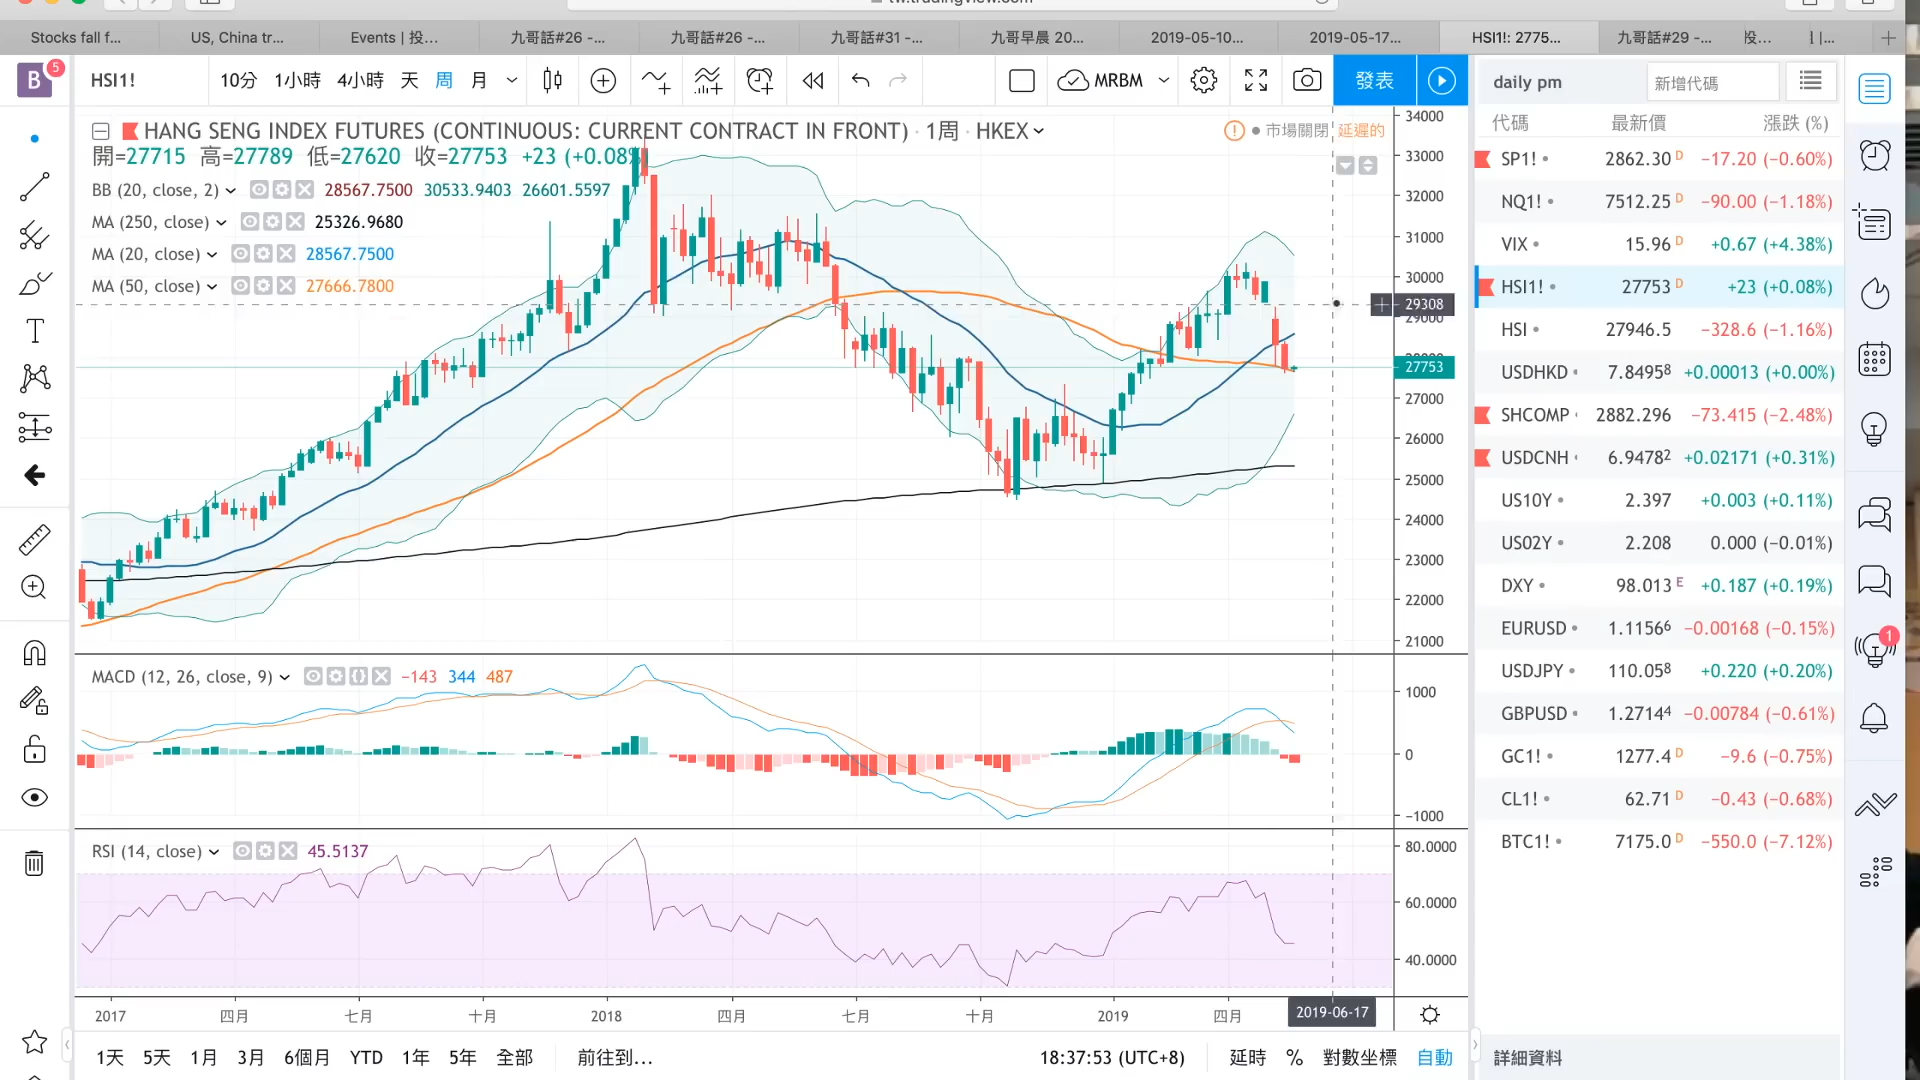 Stocks fall f...
US, China tr...
Events | 投...
九哥話#26 -...
九哥話#26 -...
九哥話#31 -...
九哥早晨 20...
2019-05-10...
2019-05-17...
HSI1!: 2775...
九哥話#29 -...
投...
B 5
HSI1!
10分 1小時 4小時 天 周 月
MRBM
發表
HANG SENG INDEX FUTURES (CONTINUOUS: CURRENT CONTRACT IN FRONT) · 1周 · HKEX
市場關閉 延遲的
開=27715 高=27789 低=27620 收=27753 +23 (+0.08%)
BB (20, close, 2) 28567.7500 30533.9403 26601.5597
MA (250, close) 25326.9680
MA (20, close) 28567.7500
MA (50, close) 27666.7800
34000
33000
32000
31000
30000
29308
29000
27753
27000
26000
25000
24000
23000
22000
21000
MACD (12, 26, close, 9) −143 344 487
1000
0
−1000
RSI (14, close) 45.5137
80.0000
60.0000
40.0000
2017 四月 七月 十月 2018 四月 七月 十月 2019 四月 2019-06-17
1天 5天 1月 3月 6個月 YTD 1年 5年 全部 前往到...
18:37:53 (UTC+8) 延時 % 對數坐標 自動
daily pm 新增代碼
代碼 最新價 漲跌 (%)
SP1! 2862.30 D −17.20 (−0.60%)
NQ1! 7512.25 D −90.00 (−1.18%)
VIX 15.96 D +0.67 (+4.38%)
HSI1! 27753 D +23 (+0.08%)
HSI 27946.5 −328.6 (−1.16%)
USDHKD 7.84958 +0.00013 (+0.00%)
SHCOMP 2882.296 −73.415 (−2.48%)
USDCNH 6.94782 +0.02171 (+0.31%)
US10Y 2.397 +0.003 (+0.11%)
US02Y 2.208 0.000 (−0.01%)
DXY 98.013 E +0.187 (+0.19%)
EURUSD 1.11566 −0.00168 (−0.15%)
USDJPY 110.058 +0.220 (+0.20%)
GBPUSD 1.27144 −0.00784 (−0.61%)
GC1! 1277.4 D −9.6 (−0.75%)
CL1! 62.71 D −0.43 (−0.68%)
BTC1! 7175.0 D −550.0 (−7.12%)
1
詳細資料